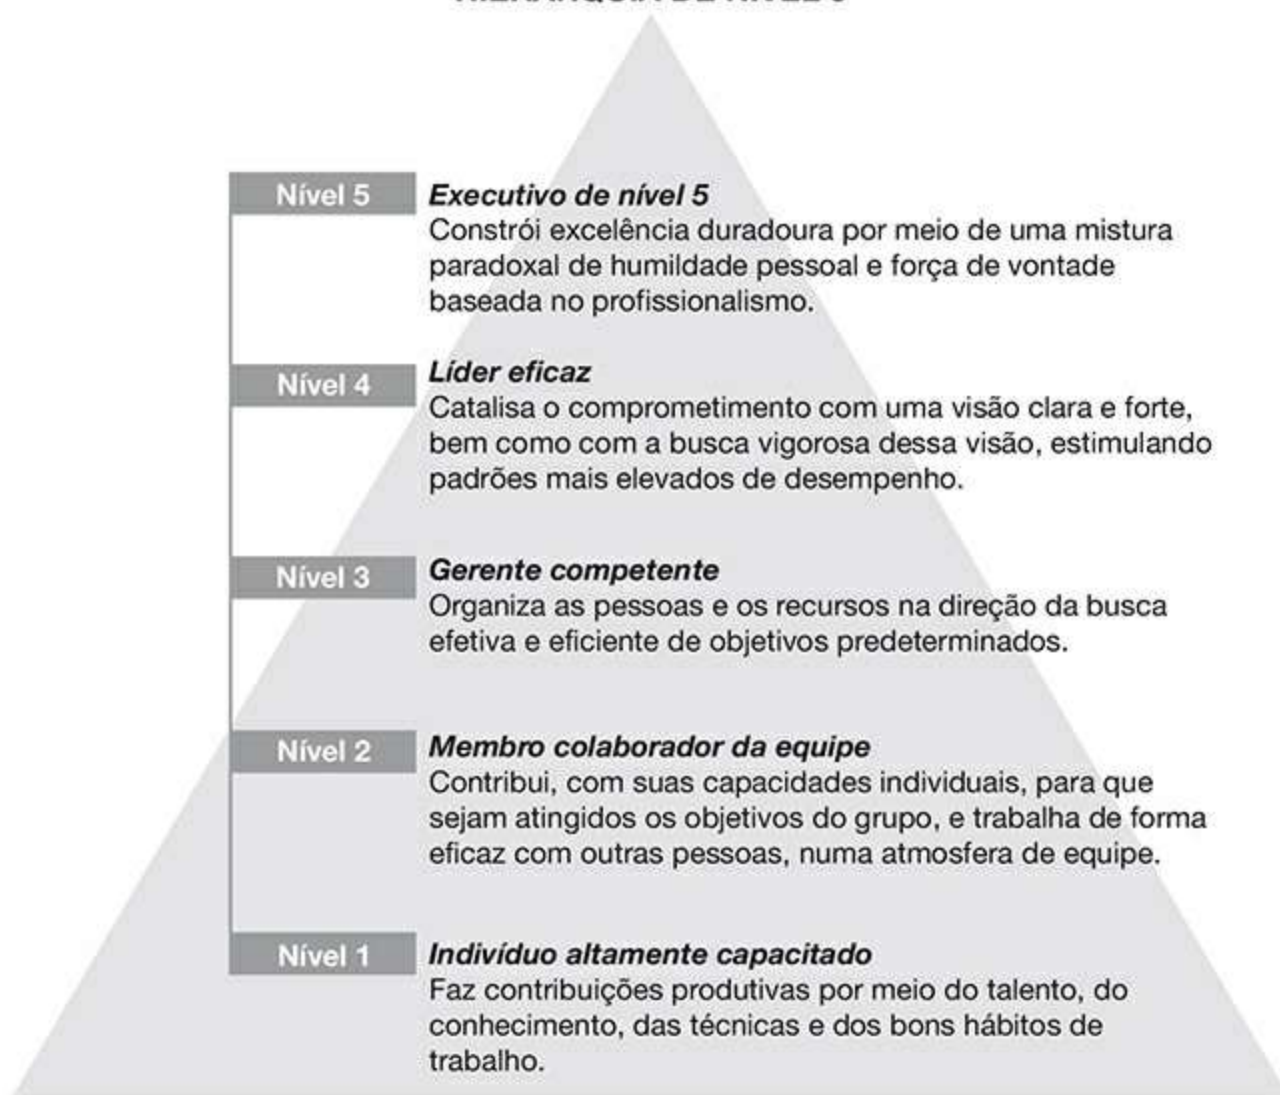 Nível 5
Executivo de nível 5
Constrói excelência duradoura por meio de uma mistura
paradoxal de humildade pessoal e força de vontade
baseada no profissionalismo.
Nível 4
Líder eficaz
Catalisa o comprometimento com uma visão clara e forte,
bem como com a busca vigorosa dessa visão, estimulando
padrões mais elevados de desempenho.
Nível 3
Gerente competente
Organiza as pessoas e os recursos na direção da busca
efetiva e eficiente de objetivos predeterminados.
Nível 2
Membro colaborador da equipe
Contribui, com suas capacidades individuais, para que
sejam atingidos os objetivos do grupo, e trabalha de forma
eficaz com outras pessoas, numa atmosfera de equipe.
Nível 1
Indivíduo altamente capacitado
Faz contribuições produtivas por meio do talento, do
conhecimento, das técnicas e dos bons hábitos de
trabalho.